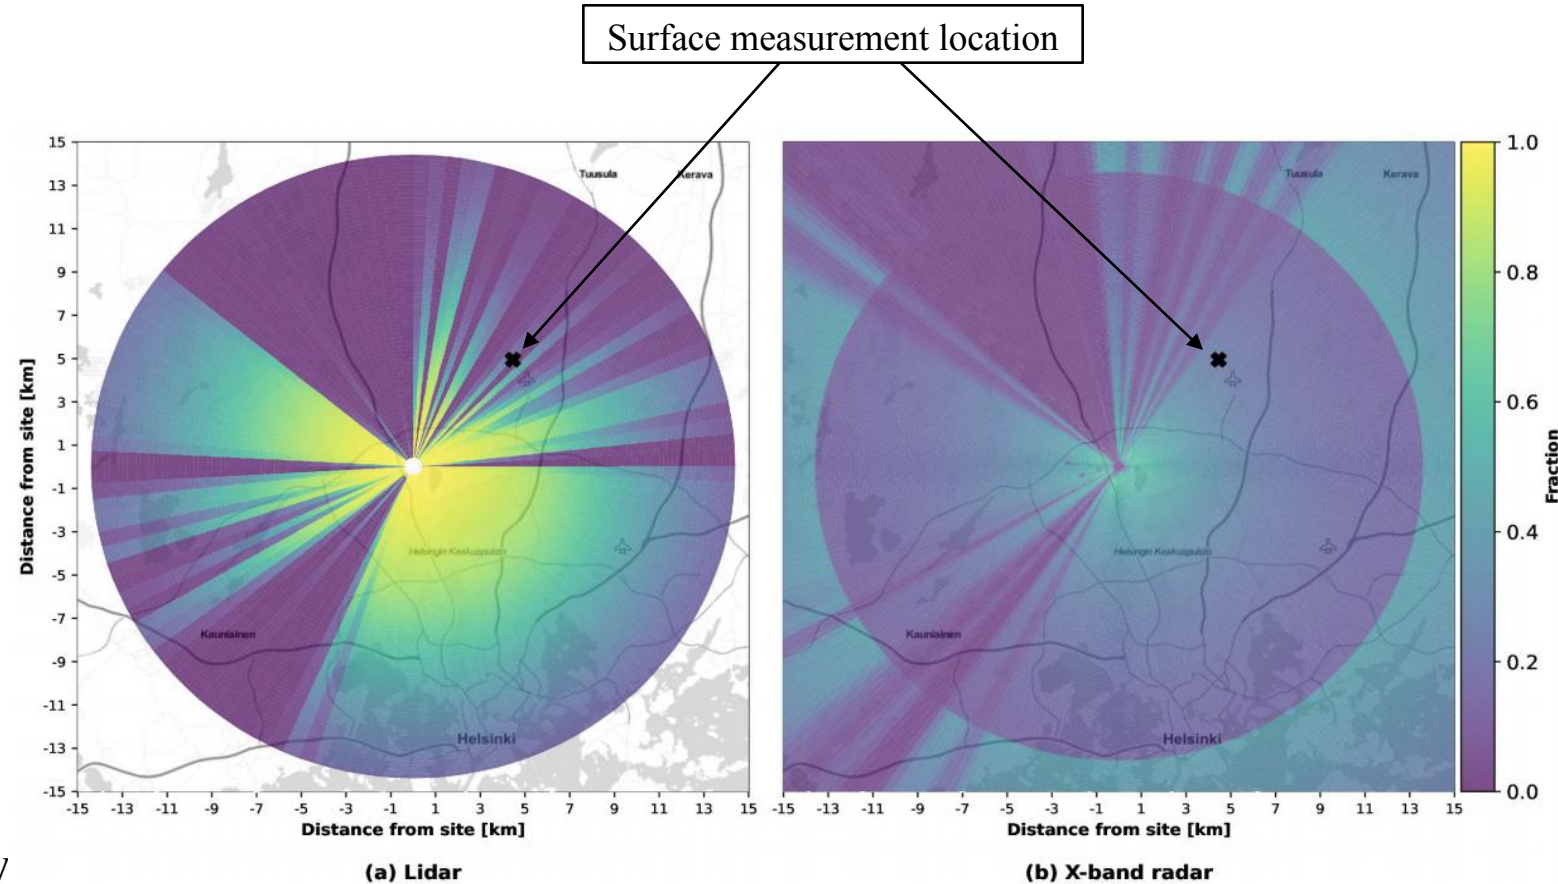 Surface measurement location
15
13
11
9
7
5
3
1
-1
-3
-5
-7
-9
-11
-13
-15
Distance from site [km]
Tuusula
Kerava
Helsingin Keskuspuisto
Kauniainen
Helsinki
-15 -13 -11 -9 -7 -5 -3 -1 1 3 5 7 9 11 13 15
Distance from site [km]
(a) Lidar
Tuusula
Kerava
Helsingin Keskuspuisto
Kauniainen
Helsinki
-15 -13 -11 -9 -7 -5 -3 -1 1 3 5 7 9 11 13 15
Distance from site [km]
(b) X-band radar
1.0
0.8
0.6
0.4
0.2
0.0
Fraction